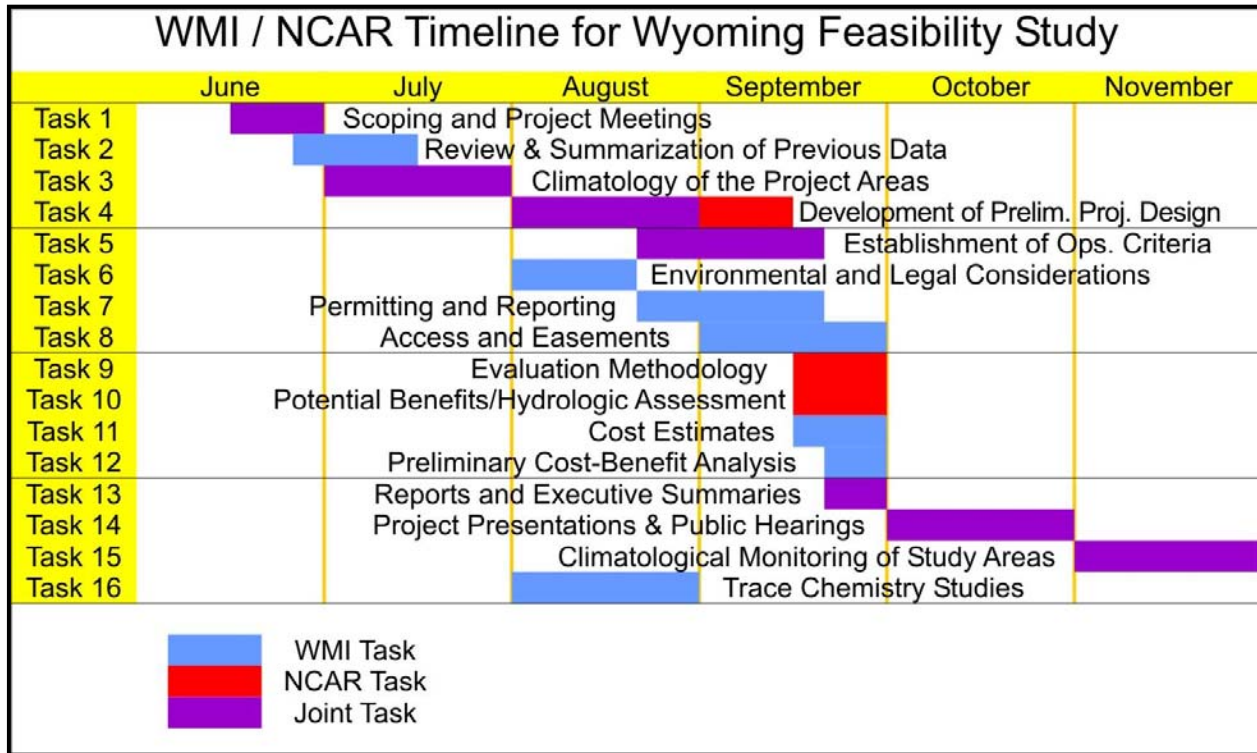 WMI / NCAR Timeline for Wyoming Feasibility Study
June July August September October November
Task 1 Scoping and Project Meetings
Task 2 Review & Summarization of Previous Data
Task 3 Climatology of the Project Areas
Task 4 Development of Prelim. Proj. Design
Task 5 Establishment of Ops. Criteria
Task 6 Environmental and Legal Considerations
Task 7 Permitting and Reporting
Task 8 Access and Easements
Task 9 Evaluation Methodology
Task 10 Potential Benefits/Hydrologic Assessment
Task 11 Cost Estimates
Task 12 Preliminary Cost-Benefit Analysis
Task 13 Reports and Executive Summaries
Task 14 Project Presentations & Public Hearings
Task 15 Climatological Monitoring of Study Areas
Task 16 Trace Chemistry Studies
WMI Task
NCAR Task
Joint Task